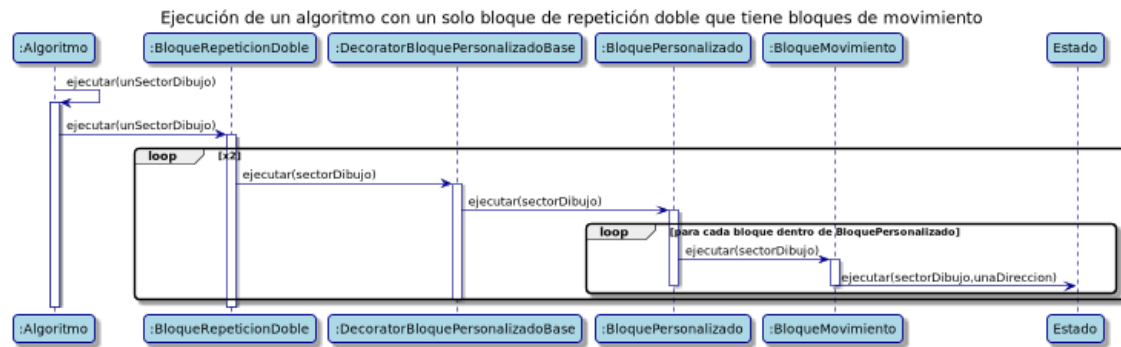 Ejecución de un algoritmo con un solo bloque de repetición doble que tiene bloques de movimiento
:Algoritmo :BloqueRepeticionDoble :DecoratorBloquePersonalizadoBase :BloquePersonalizado :BloqueMovimiento Estado
ejecutar(unSectorDibujo)
ejecutar(unSectorDibujo)
loop [x2]
ejecutar(sectorDibujo)
ejecutar(sectorDibujo)
loop [para cada bloque dentro de BloquePersonalizado]
ejecutar(sectorDibujo)
ejecutar(sectorDibujo,unaDireccion)
:Algoritmo :BloqueRepeticionDoble :DecoratorBloquePersonalizadoBase :BloquePersonalizado :BloqueMovimiento Estado